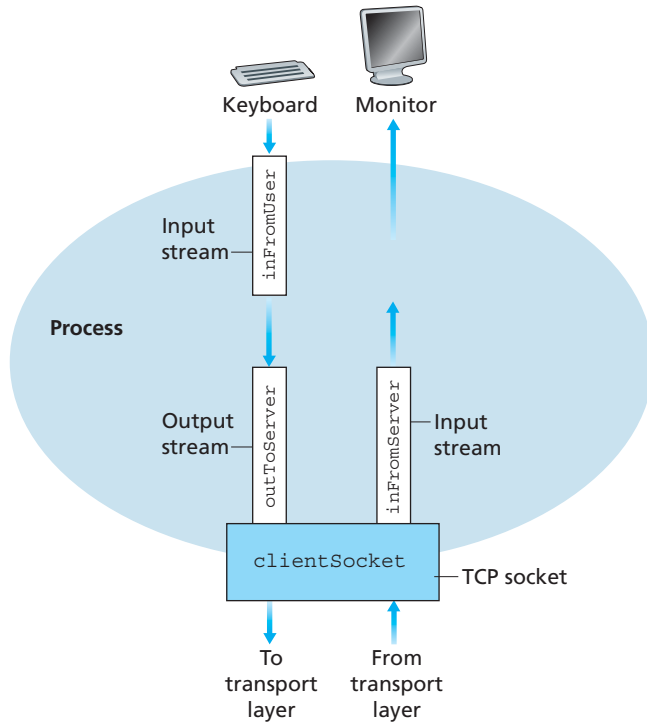 Keyboard
Monitor
Input
stream
inFromUser
Process
Output
stream
outToServer
inFromServer
Input
stream
clientSocket
TCP socket
To
transport
layer
From
transport
layer